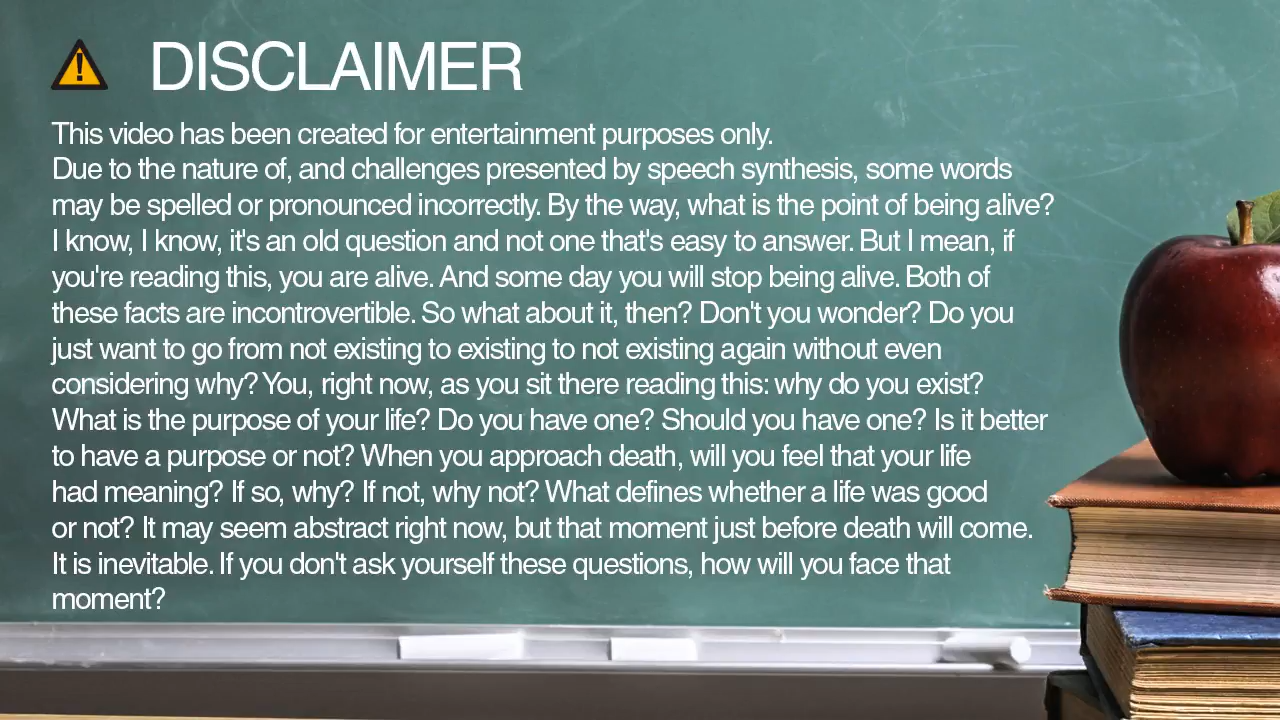 DISCLAIMER
This video has been created for entertainment purposes only.
Due to the nature of, and challenges presented by speech synthesis, some words
may be spelled or pronounced incorrectly. By the way, what is the point of being alive?
I know, I know, it's an old question and not one that's easy to answer. But I mean, if
you're reading this, you are alive. And some day you will stop being alive. Both of
these facts are incontrovertible. So what about it, then? Don't you wonder? Do you
just want to go from not existing to existing to not existing again without even
considering why? You, right now, as you sit there reading this: why do you exist?
What is the purpose of your life? Do you have one? Should you have one? Is it better
to have a purpose or not? When you approach death, will you feel that your life
had meaning? If so, why? If not, why not? What defines whether a life was good
or not? It may seem abstract right now, but that moment just before death will come.
It is inevitable. If you don't ask yourself these questions, how will you face that
moment?